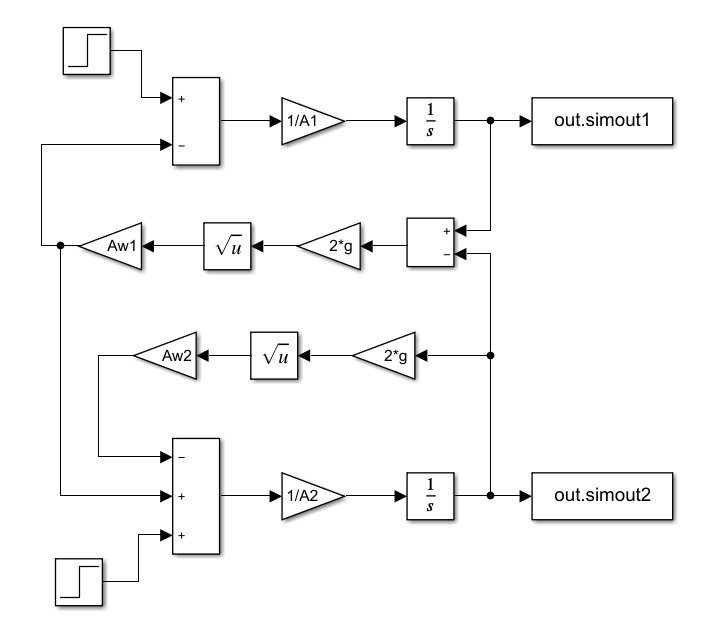 +
1/A1
1
s
out.simout1
−
Aw1
√u
2*g
+
−
Aw2
√u
2*g
−
+
1/A2
1
s
out.simout2
+